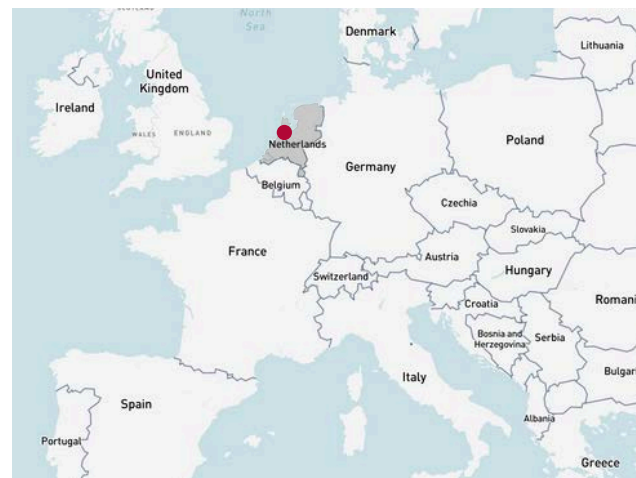 SCOTLAND
North
Sea
Denmark
Lithuania
United
Kingdom
Ireland
WALES
ENGLAND
Netherlands
Poland
Germany
Belgium
Czechia
Slovakia
France
Austria
Switzerland
Hungary
Romani
Croatia
Bosnia and
Herzegovina
Serbia
Bulgar
Italy
Spain
Albania
Portugal
Greece